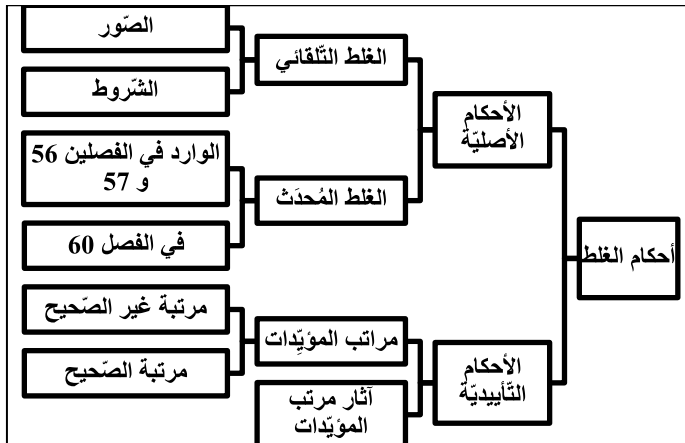 أحكام الغلط
الأحكام
الأصليّة
الغلط التّلقائي
الصّور
الشّروط
الغلط المُحدَث
الوارد في الفصلين 56
و 57
في الفصل 60
الأحكام
التّأييديّة
مراتب المؤيِّدات
مرتبة غير الصّحيح
مرتبة الصّحيح
آثار مرتب
المؤيّدات